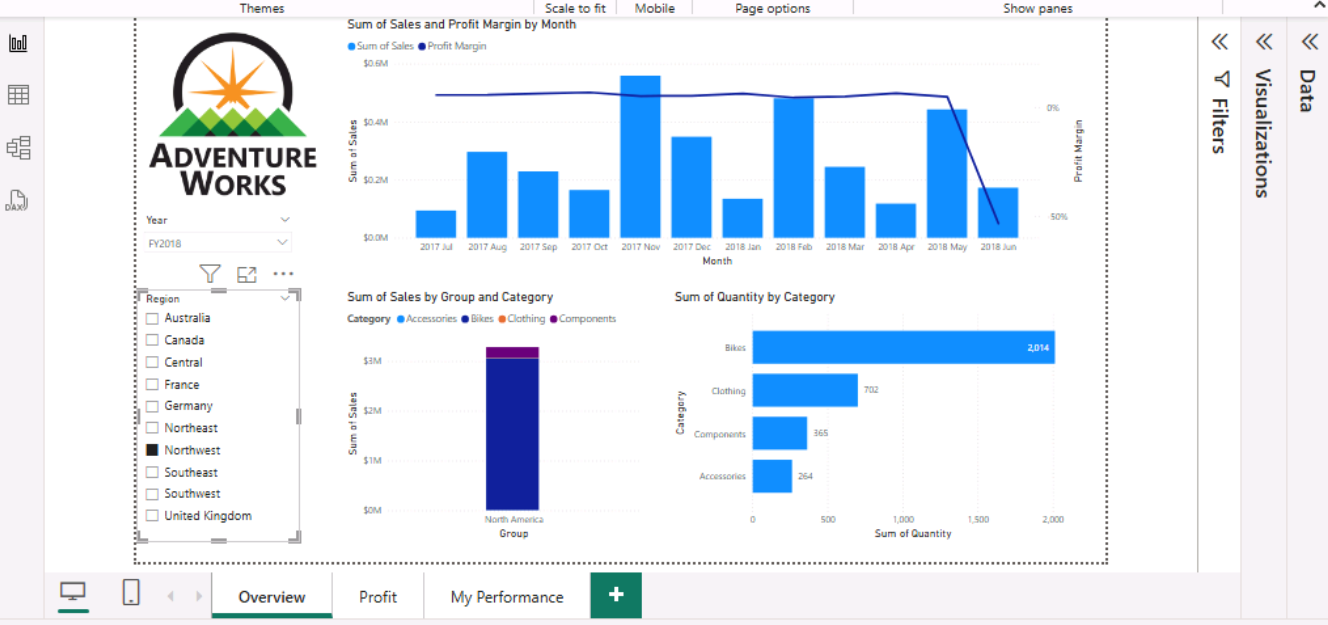 Themes Scale to fit Mobile Page options Show panes
ADVENTURE
WORKS
Year
FY2018
Region
Australia
Canada
Central
France
Germany
Northeast
Northwest
Southeast
Southwest
United Kingdom
Sum of Sales and Profit Margin by Month
Sum of Sales Profit Margin
Sum of Sales
$0.6M
$0.4M
$0.2M
$0.0M
0%
50%
Profit Margin
2017 Jul 2017 Aug 2017 Sep 2017 Oct 2017 Nov 2017 Dec 2018 Jan 2018 Feb 2018 Mar 2018 Apr 2018 May 2018 Jun
Month
Sum of Sales by Group and Category
Category Accessories Bikes Clothing Components
Sum of Sales
$3M
$2M
$1M
$0M
North America
Group
Sum of Quantity by Category
Category
Bikes 2,014
Clothing 702
Components 365
Accessories 264
0 500 1,000 1,500 2,000
Sum of Quantity
Filters
Visualizations
Data
DAX
Overview Profit My Performance